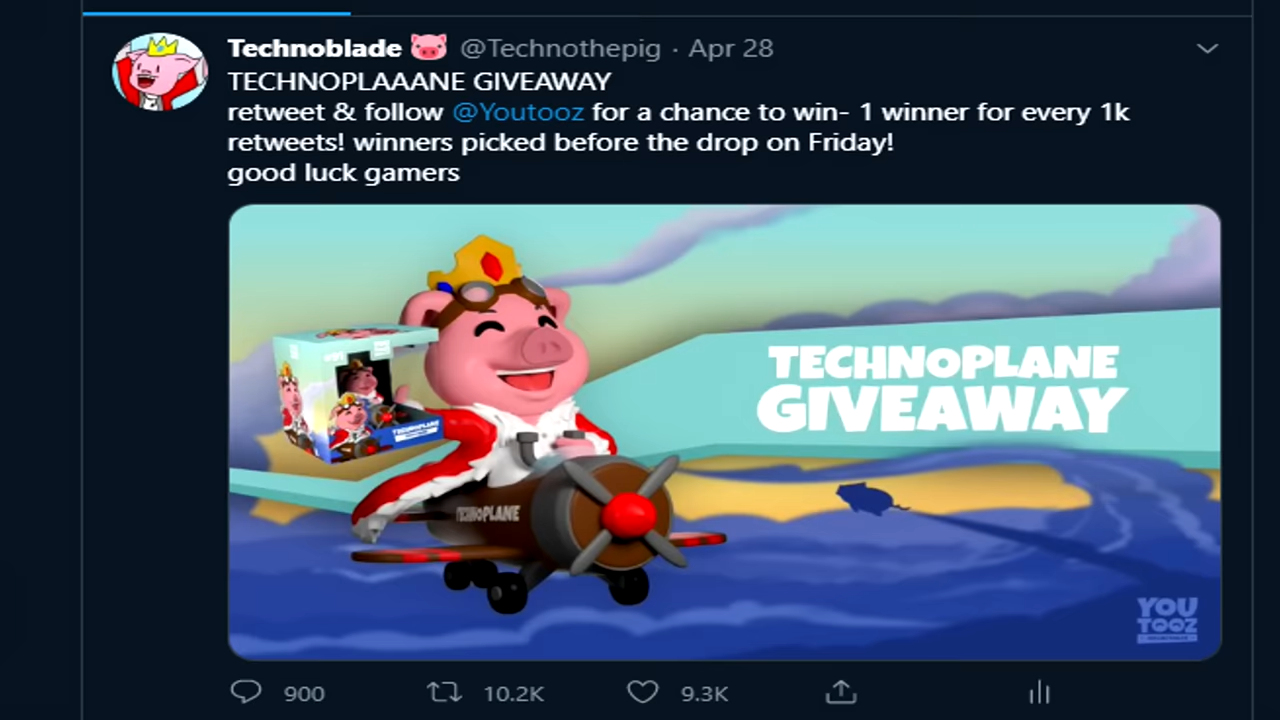 Technoblade @Technothepig · Apr 28
TECHNOPLAAANE GIVEAWAY
retweet & follow @Youtooz for a chance to win- 1 winner for every 1k
retweets! winners picked before the drop on Friday!
good luck gamers
TECHNOPLANE
GIVEAWAY
TECHNOPLANE
TECHNOPLANE
YOU
TOOZ
900 10.2K 9.3K